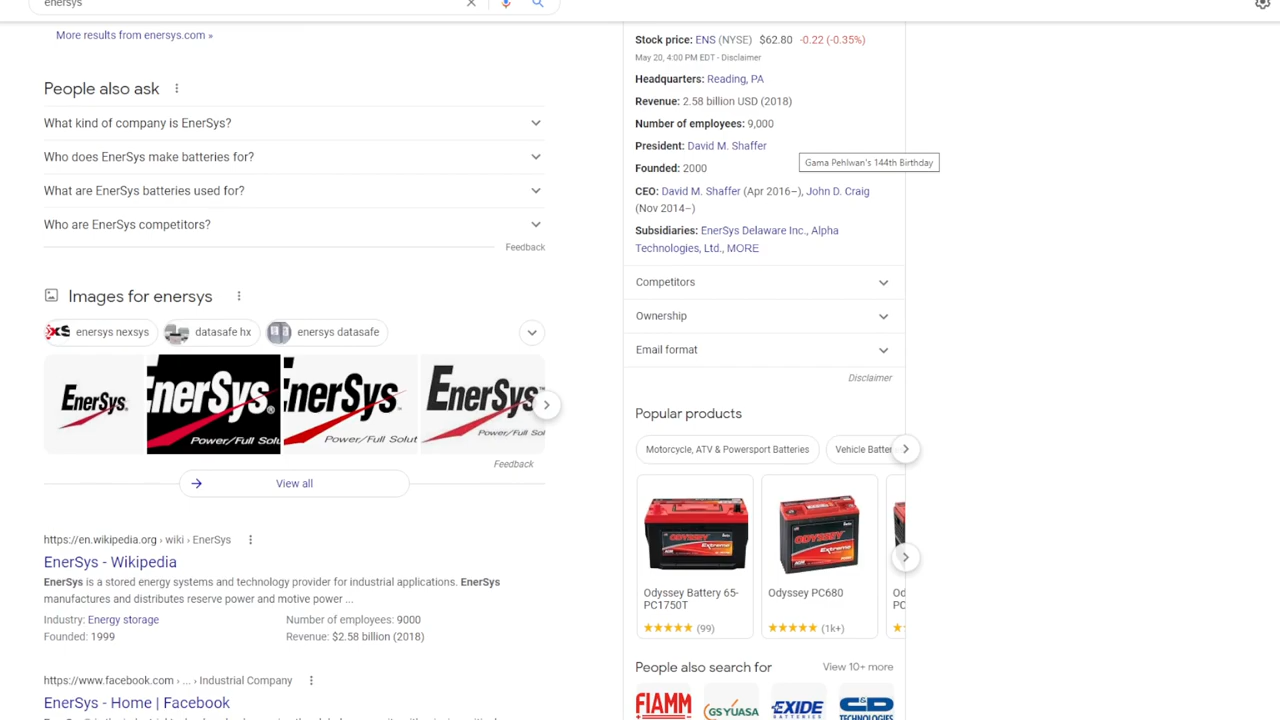 enersys
More results from enersys.com »
People also ask
What kind of company is EnerSys?
Who does EnerSys make batteries for?
What are EnerSys batteries used for?
Who are EnerSys competitors?
Feedback
Images for enersys
enersys nexsys
datasafe hx
enersys datasafe
EnerSys.
EnerSys®
Power/Full Solu
EnerSys™
Power/Full Solut
EnerSys™
Power/Full Sol
Feedback
View all
https://en.wikipedia.org › wiki › EnerSys
EnerSys - Wikipedia
EnerSys is a stored energy systems and technology provider for industrial applications. EnerSys
manufactures and distributes reserve power and motive power ...
Industry: Energy storage
Number of employees: 9000
Founded: 1999
Revenue: $2.58 billion (2018)
https://www.facebook.com › ... › Industrial Company
EnerSys - Home | Facebook
Stock price: ENS (NYSE) $62.80 -0.22 (-0.35%)
May 20, 4:00 PM EDT - Disclaimer
Headquarters: Reading, PA
Revenue: 2.58 billion USD (2018)
Number of employees: 9,000
President: David M. Shaffer
Gama Pehlwan's 144th Birthday
Founded: 2000
CEO: David M. Shaffer (Apr 2016–), John D. Craig
(Nov 2014–)
Subsidiaries: EnerSys Delaware Inc., Alpha
Technologies, Ltd., MORE
Competitors
Ownership
Email format
Disclaimer
Popular products
Motorcycle, ATV & Powersport Batteries
Vehicle Batter
ODYSSEY
Extreme
ODYSSEY
Extreme
Odyssey Battery 65-
PC1750T
(99)
Odyssey PC680
(1k+)
Od
PC
People also search for
View 10+ more
FIAMM
GS YUASA
EXIDE
BATTERIES
C&D
TECHNOLOGIES